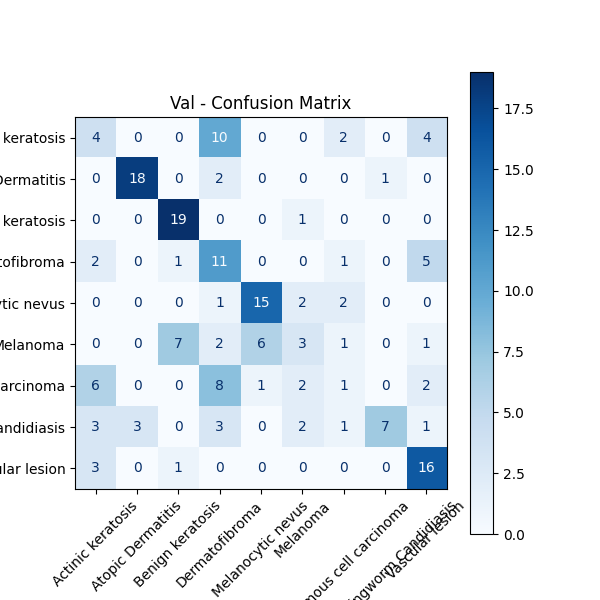 Val - Confusion Matrix
keratosis 4 0 0 10 0 0 2 0 4
Dermatitis 0 18 0 2 0 0 0 1 0
keratosis 0 0 19 0 0 1 0 0 0
tofibroma 2 0 1 11 0 0 1 0 5
ytic nevus 0 0 0 1 15 2 2 0 0
Melanoma 0 0 7 2 6 3 1 0 1
arcinoma 6 0 0 8 1 2 1 0 2
andidiasis 3 3 0 3 0 2 1 7 1
ular lesion 3 0 1 0 0 0 0 0 16
Actinic keratosis
Atopic Dermatitis
Benign keratosis
Dermatofibroma
Melanocytic nevus
Melanoma
mous cell carcinoma
ngworm Candidiasis
Vascular lesion
17.5
15.0
12.5
10.0
7.5
5.0
2.5
0.0